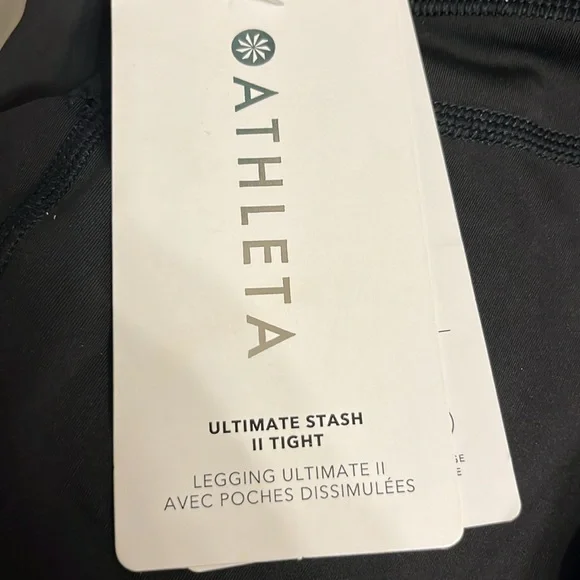 ATHLETA
ULTIMATE STASH
II TIGHT
LEGGING ULTIMATE II
AVEC POCHES DISSIMULÉES